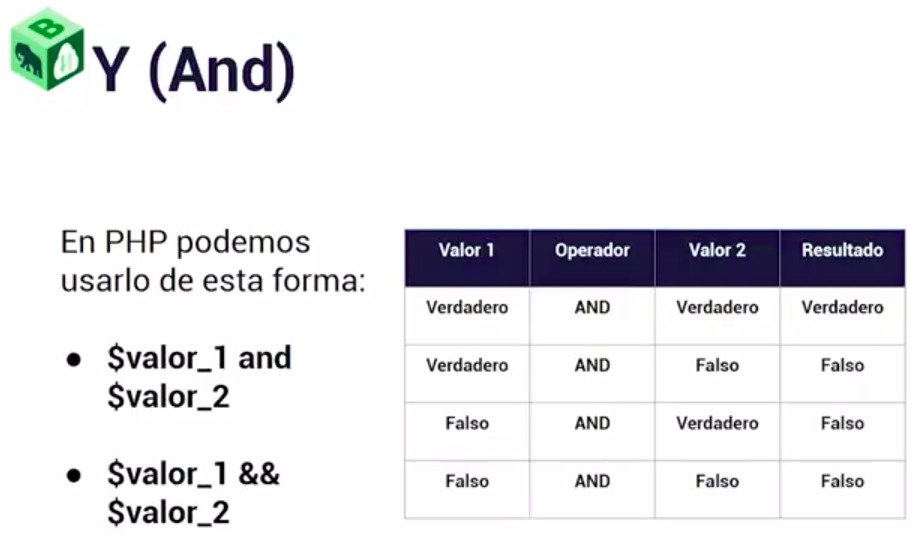 B
Y (And)
En PHP podemos
usarlo de esta forma:
● $valor_1 and
$valor_2
● $valor_1 &&
$valor_2
Valor 1 Operador Valor 2 Resultado
Verdadero AND Verdadero Verdadero
Verdadero AND Falso Falso
Falso AND Verdadero Falso
Falso AND Falso Falso